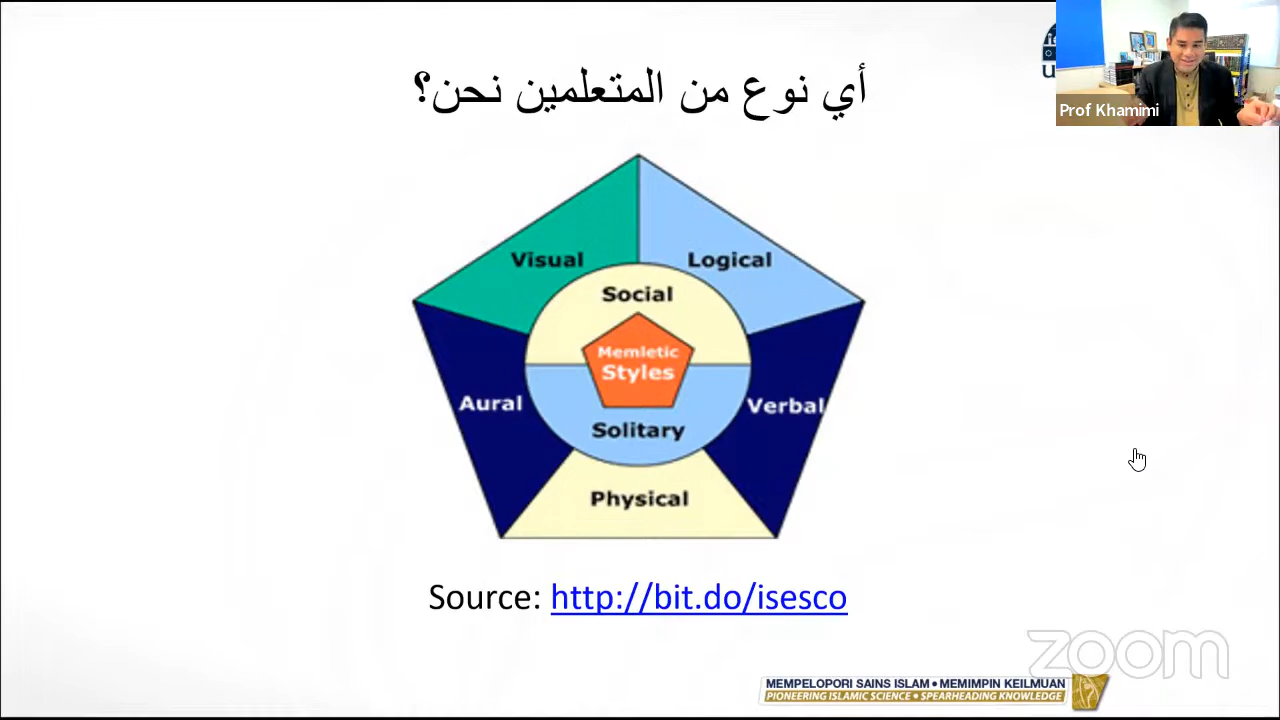 أي نوع من المتعلمين نحن؟
Prof Khamimi
Visual
Logical
Social
Memletic
Styles
Aural
Verbal
Solitary
Physical
Source: http://bit.do/isesco
zoom
MEMPELOPORI SAINS ISLAM • MEMIMPIN KEILMUAN
PIONEERING ISLAMIC SCIENCE • SPEARHEADING KNOWLEDGE